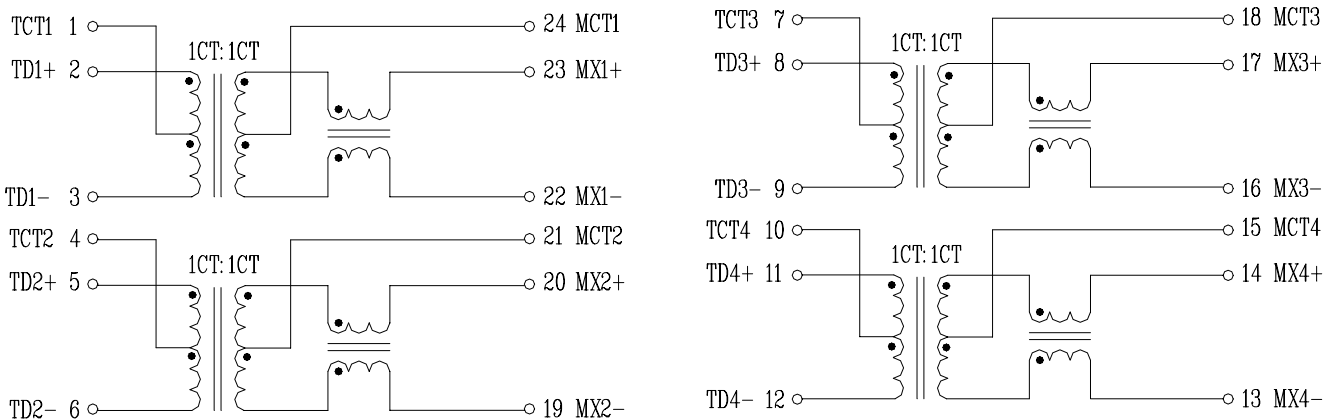 TCT1 1
1CT:1CT
24 MCT1
TD1+ 2
23 MX1+
TD1- 3
22 MX1-
TCT2 4
1CT:1CT
21 MCT2
TD2+ 5
20 MX2+
TD2- 6
19 MX2-
TCT3 7
1CT:1CT
18 MCT3
TD3+ 8
17 MX3+
TD3- 9
16 MX3-
TCT4 10
1CT:1CT
15 MCT4
TD4+ 11
14 MX4+
TD4- 12
13 MX4-